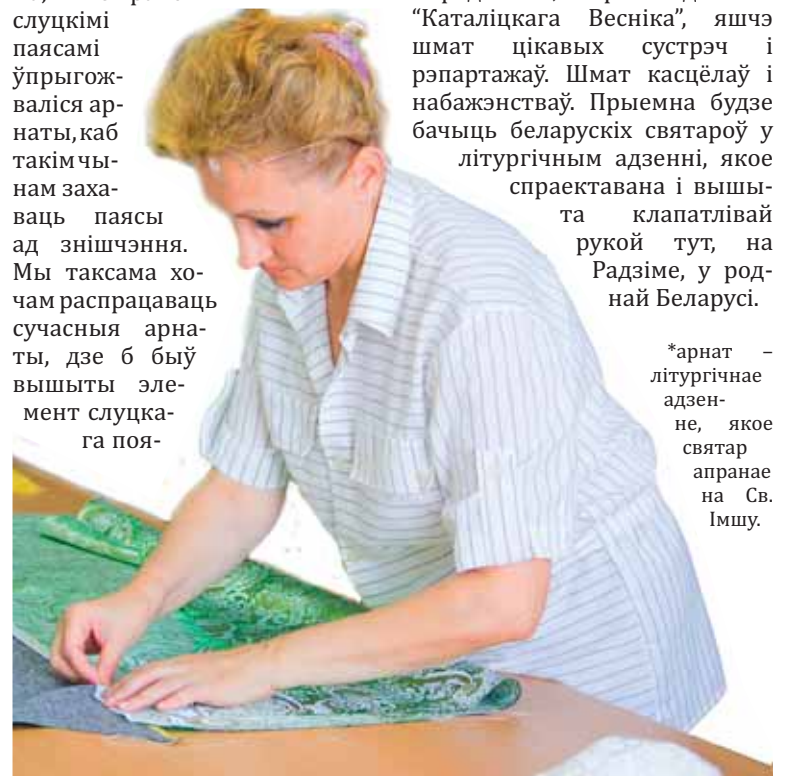 слуцкімі
паясамі
ўпрыгож-
валіся ар-
наты, каб
такім чы-
нам заха-
ваць паясы
ад знішчэння.
Мы таксама хо-
чам распрацаваць
сучасныя арна-
ты, дзе б быў
вышыты эле-
мент слуцка-
га поя-
“Каталіцкага Весніка”, яшчэ
шмат цікавых сустрэч і
рэпартажаў. Шмат касцёлаў і
набажэнстваў. Прыемна будзе
бачыць беларускіх святароў у
літургічным адзенні, якое
спраектавана і вышы-
та клапатлівай
рукой тут, на
Радзіме, у род-
най Беларусі.
*арнат –
літургічнае
адзен-
не, якое
святар
апранае
на Св.
Імшу.